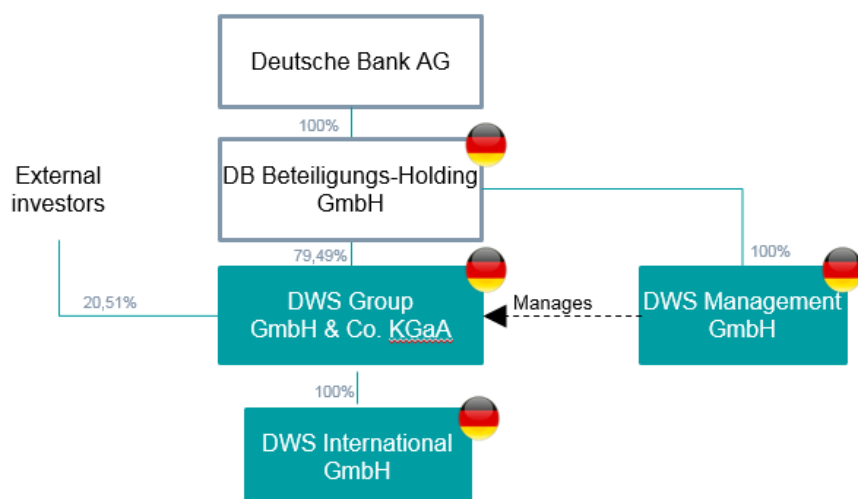 Deutsche Bank AG
100%
DB Beteiligungs-Holding
GmbH
External
investors
79,49%
100%
20,51%
DWS Group
GmbH & Co. KGaA
Manages
DWS Management
GmbH
100%
DWS International
GmbH